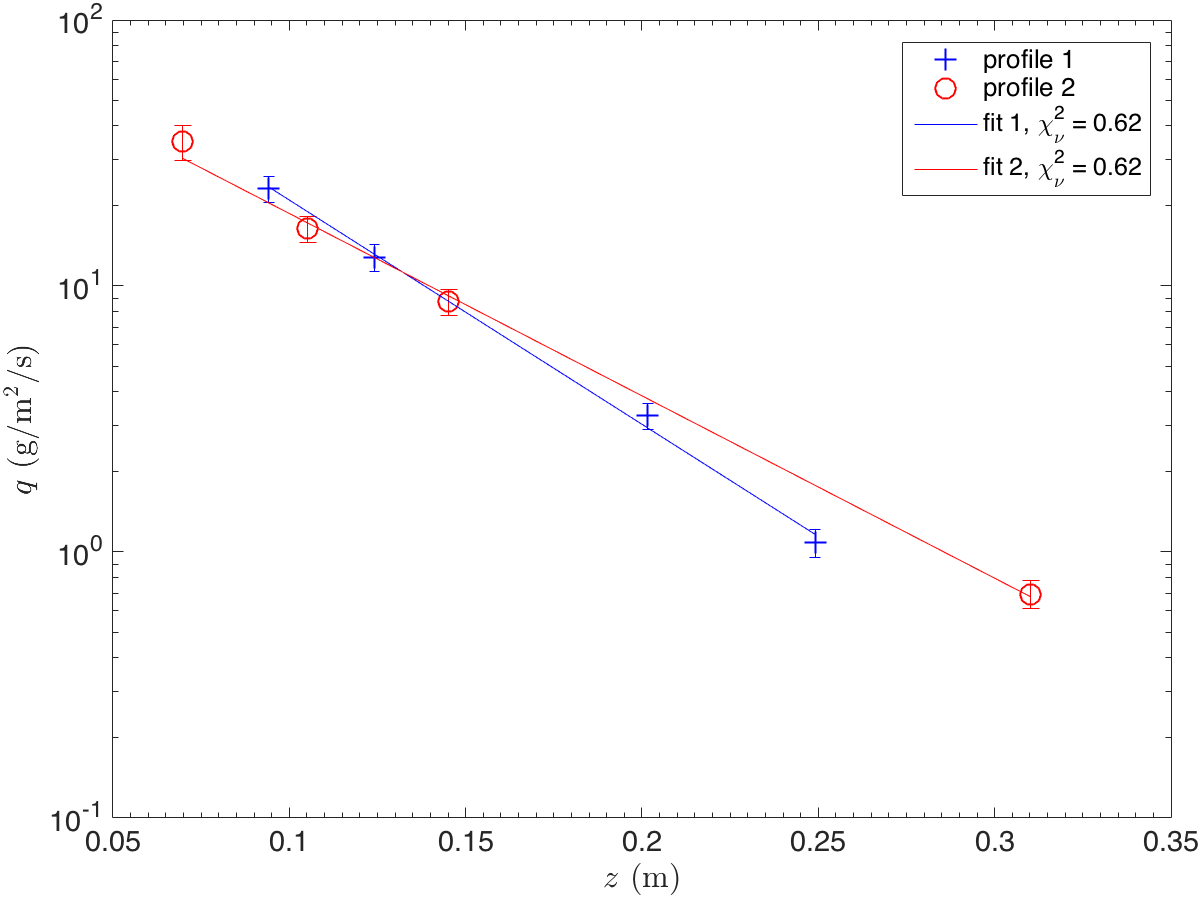 10^2
10^1
10^0
10^-1
q (g/m^2/s)
0.05 0.1 0.15 0.2 0.25 0.3 0.35
z (m)
profile 1
profile 2
fit 1, χ_ν^2 = 0.62
fit 2, χ_ν^2 = 0.62